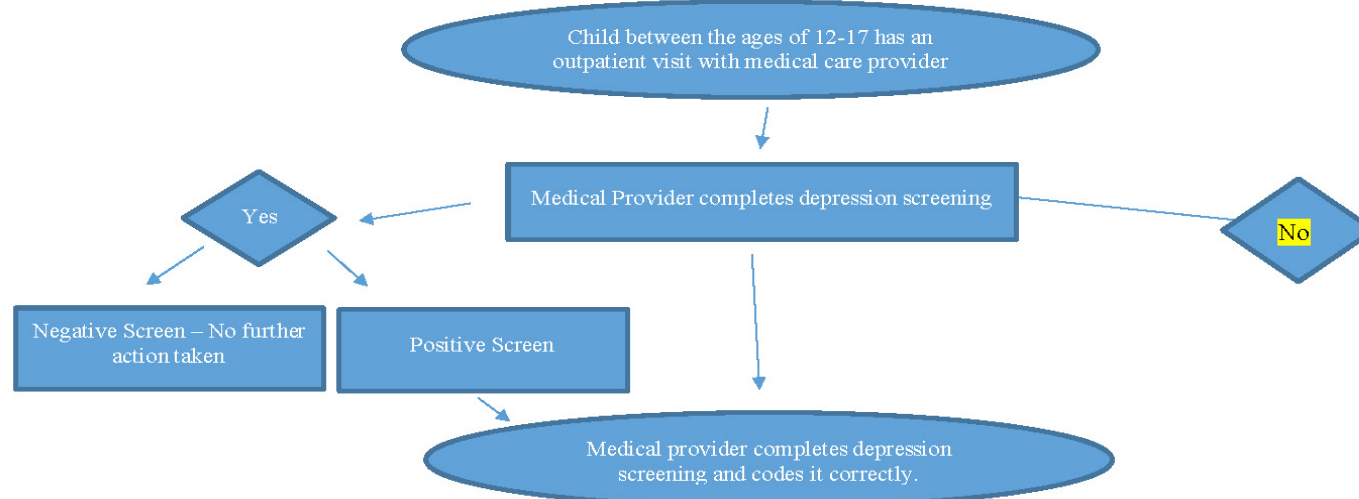 Child between the ages of 12-17 has an
outpatient visit with medical care provider
Medical Provider completes depression screening
Yes
No
Negative Screen – No further
action taken
Positive Screen
Medical provider completes depression
screening and codes it correctly.